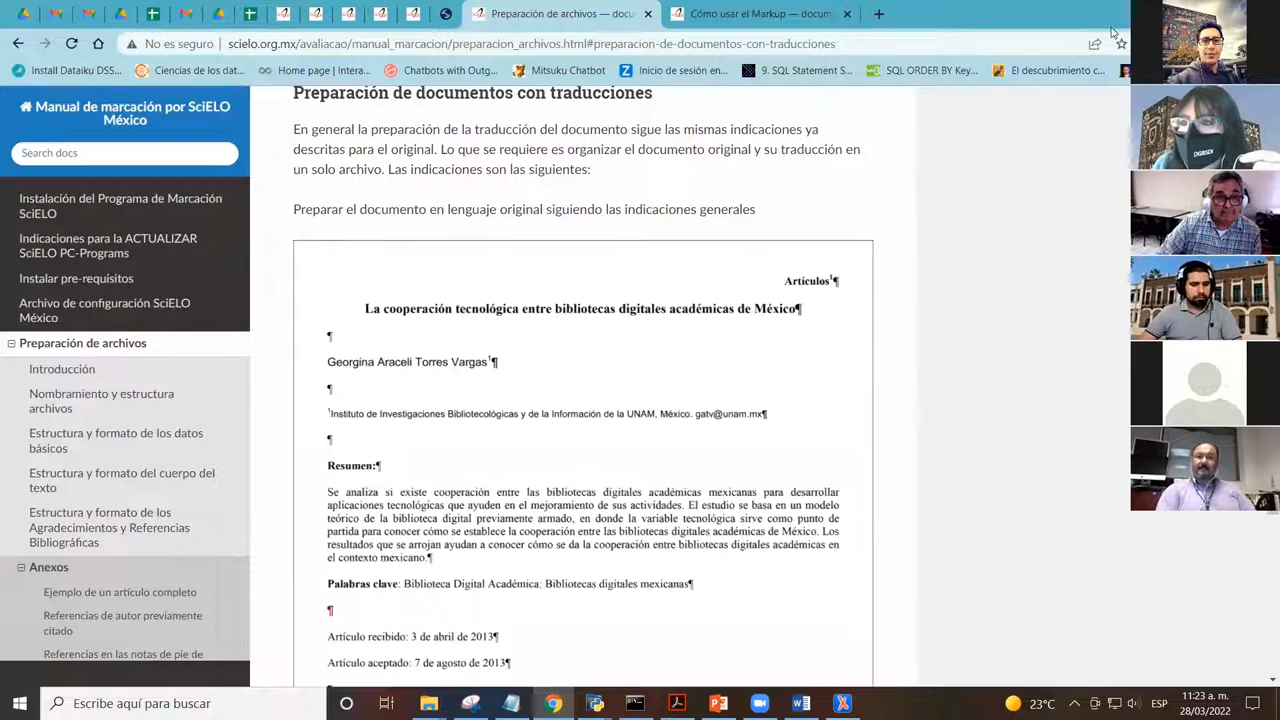 Preparación de archivos — docu
Cómo usar el Markup — docum
No es seguro
scielo.org.mx/avaliacao/manual_marcacion/preparacion_archivos.html#preparacion-de-documentos-con-traducciones
Install Dataiku DSS...
Ciencias de los dat...
Home page | Intera...
Chatbots with Outg...
Mitsuku Chatbot
Inicio de sesión en...
9. SQL Statement S...
SQL ORDER BY Key...
El descubrimiento c...
Manual de marcación por SciELO
México
Search docs
Instalación del Programa de Marcación
SciELO
Indicaciones para la ACTUALIZAR
SciELO PC-Programs
Instalar pre-requisitos
Archivo de configuración SciELO
México
Preparación de archivos
Introducción
Nombramiento y estructura
archivos
Estructura y formato de los datos
básicos
Estructura y formato del cuerpo del
texto
Estructura y formato de los
Agradecimientos y Referencias
Bibliográficas
Anexos
Ejemplo de un artículo completo
Referencias de autor previamente
citado
Referencias en las notas de pie de
Preparación de documentos con traducciones
En general la preparación de la traducción del documento sigue las mismas indicaciones ya
descritas para el original. Lo que se requiere es organizar el documento original y su traducción en
un solo archivo. Las indicaciones son las siguientes:
Preparar el documento en lenguaje original siguiendo las indicaciones generales
Artículos¹¶
La cooperación tecnológica entre bibliotecas digitales académicas de México¶
¶
Georgina Araceli Torres Vargas¹¶
¶
¹Instituto de Investigaciones Bibliotecológicas y de la Información de la UNAM, México. gatv@unam.mx¶
¶
Resumen:¶
Se analiza si existe cooperación entre las bibliotecas digitales académicas mexicanas para desarrollar
aplicaciones tecnológicas que ayuden en el mejoramiento de sus actividades. El estudio se basa en un modelo
teórico de la biblioteca digital previamente armado, en donde la variable tecnológica sirve como punto de
partida para conocer cómo se establece la cooperación entre las bibliotecas digitales académicas de México. Los
resultados que se arrojan ayudan a conocer cómo se da la cooperación entre bibliotecas digitales académicas en
el contexto mexicano.¶
Palabras clave: Biblioteca Digital Académica; Bibliotecas digitales mexicanas¶
¶
Artículo recibido: 3 de abril de 2013¶
Artículo aceptado: 7 de agosto de 2013¶
DGBSDI
Escribe aquí para buscar
23°C
ESP
11:23 a. m.
28/03/2022